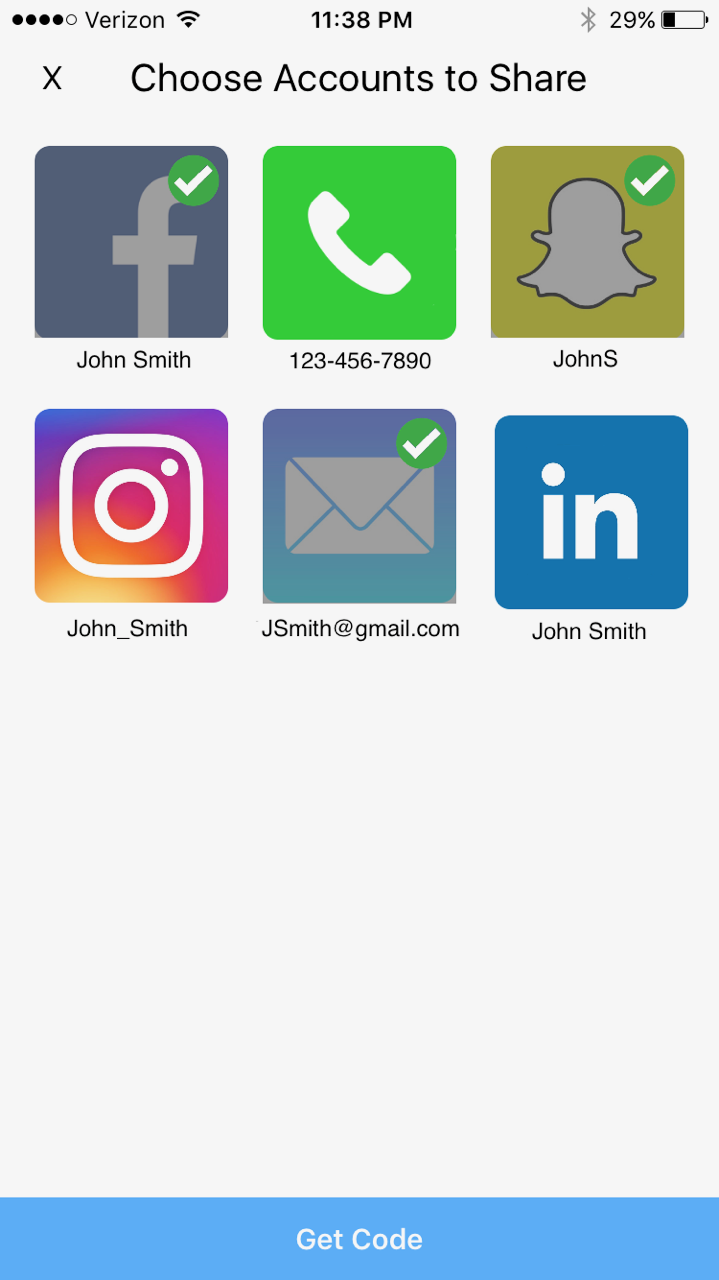 Verizon 11:38 PM 29%
X Choose Accounts to Share
f
John Smith 123-456-7890 JohnS
in
John_Smith JSmith@gmail.com John Smith
Get Code